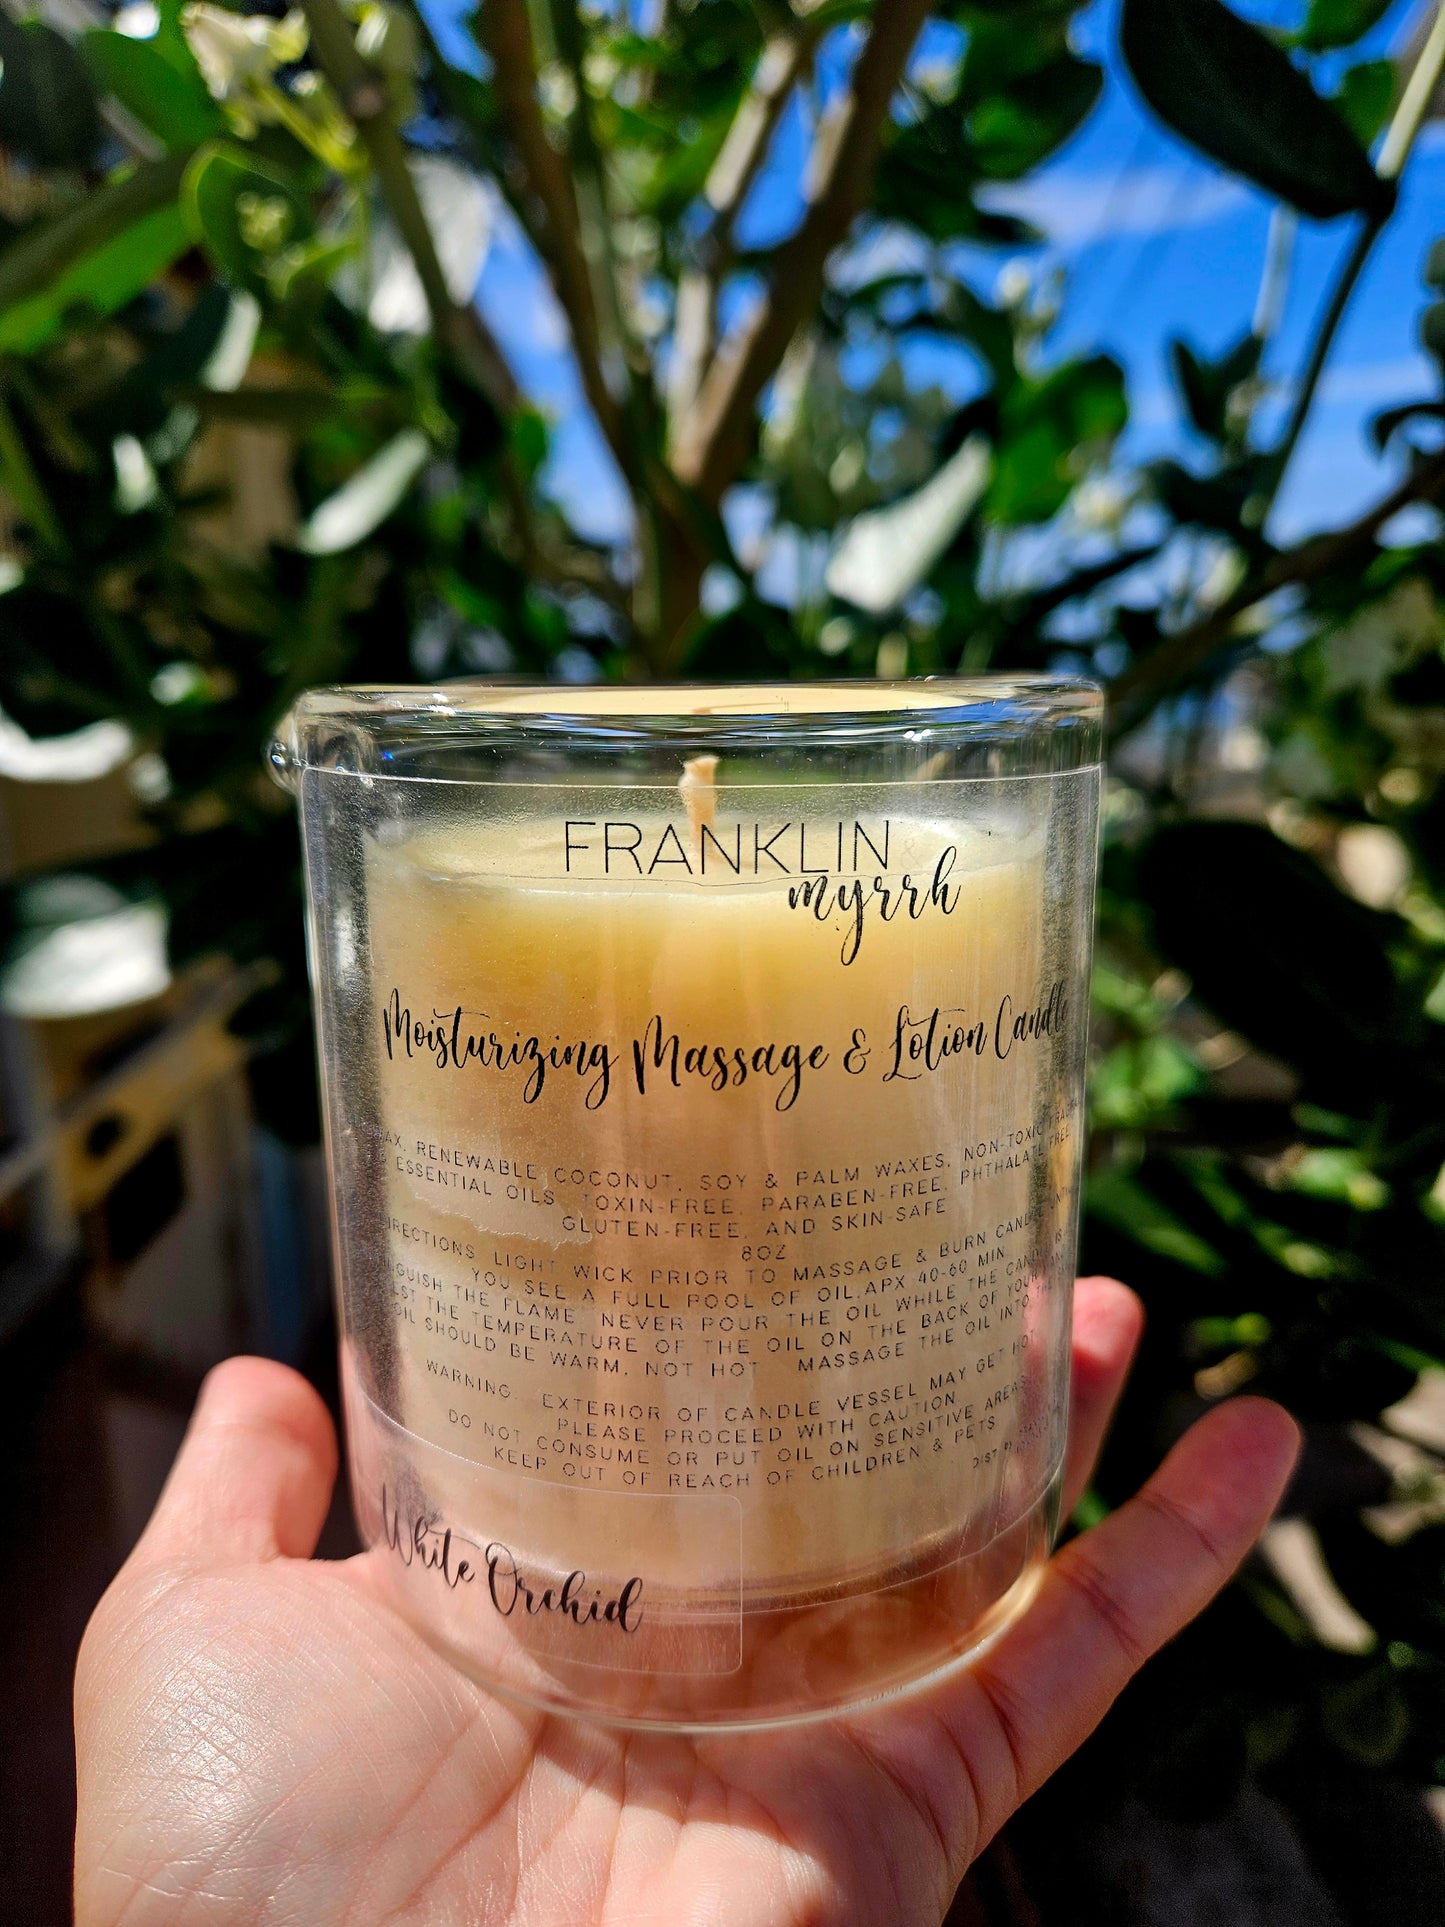 FRANKLIN &
myrrh
Moisturizing Massage & Lotion Candle
RENEWABLE COCONUT, SOY & PALM WAXES, NON-TOXIC
ESSENTIAL OILS TOXIN-FREE, PARABEN-FREE, PHTHALATE FREE
GLUTEN-FREE, AND SKIN-SAFE
8OZ
LIGHT WICK PRIOR TO MASSAGE & BURN CANDLE
YOU SEE A FULL POOL OF OIL.APX 40-60 MIN.
THE FLAME NEVER POUR THE OIL WHILE THE IS
THE TEMPERATURE OF THE OIL ON THE BACK OF YOUR
OIL SHOULD BE WARM, NOT HOT MASSAGE THE OIL INTO THE
WARNING: EXTERIOR OF CANDLE VESSEL MAY GET HOT
PLEASE PROCEED WITH CAUTION
DO NOT CONSUME OR PUT OIL ON SENSITIVE AREAS
KEEP OUT OF REACH OF CHILDREN & PETS
DIST
White Orchid